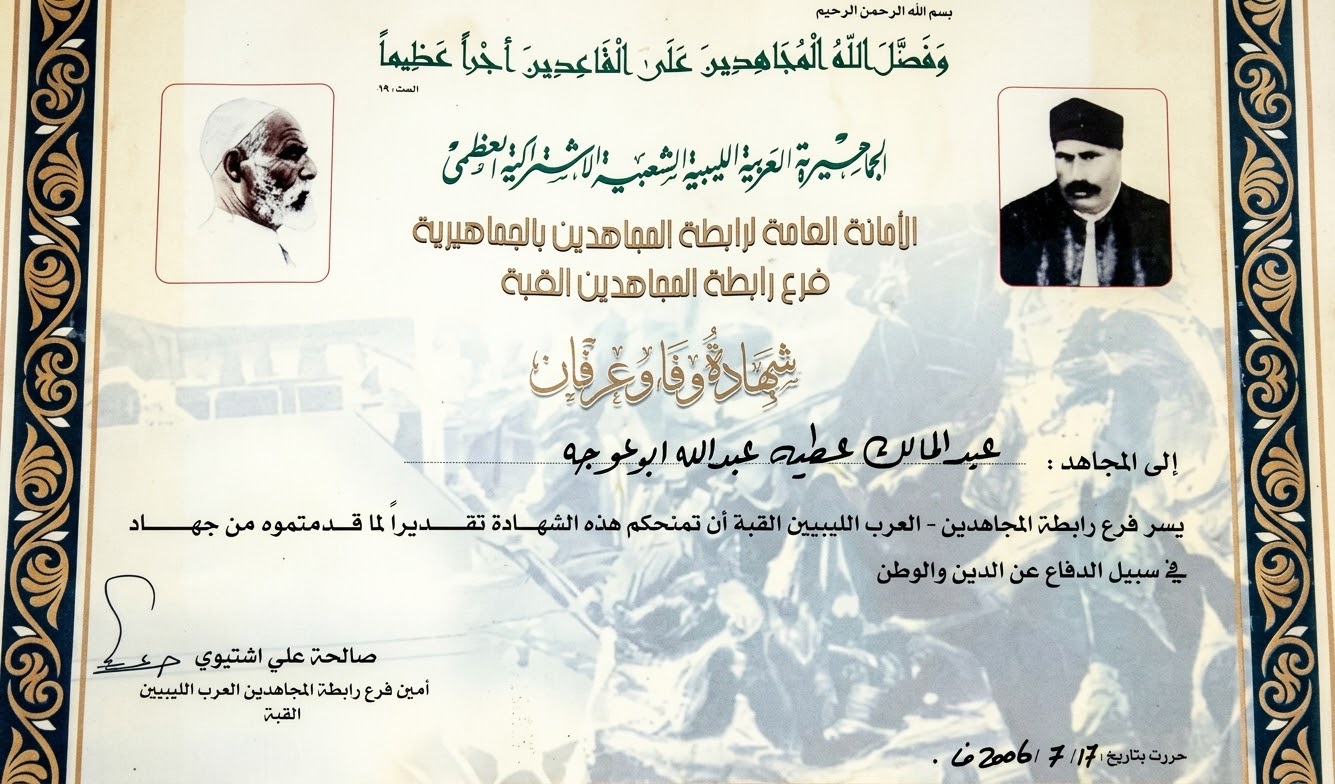 بسم الله الرحمن الرحيم
وَفَضَّلَ اللّهُ الْمُجَاهِدِينَ عَلَى الْقَاعِدِينَ أَجْراً عَظِيماً
الجماهيرية العربية الليبية الشعبية الاشتراكية العظمى
الأمانة العامة لرابطة المجاهدين بالجماهيرية
فرع رابطة المجاهدين القبة
شهادة وفاء وعرفان
إلى المجاهد : عبد المالك عطيه عبدالله ابوعوجه
يسر فرع رابطة المجاهدين - العرب الليبيين القبة أن تمنحكم هذه الشهادة تقديراً لما قدمتموه من جهاد
في سبيل الدفاع عن الدين والوطن
صالحة علي اشتيوي
أمين فرع رابطة المجاهدين العرب الليبيين
القبة
حررت بتاريخ : 17 / 7 / 2006 ف .